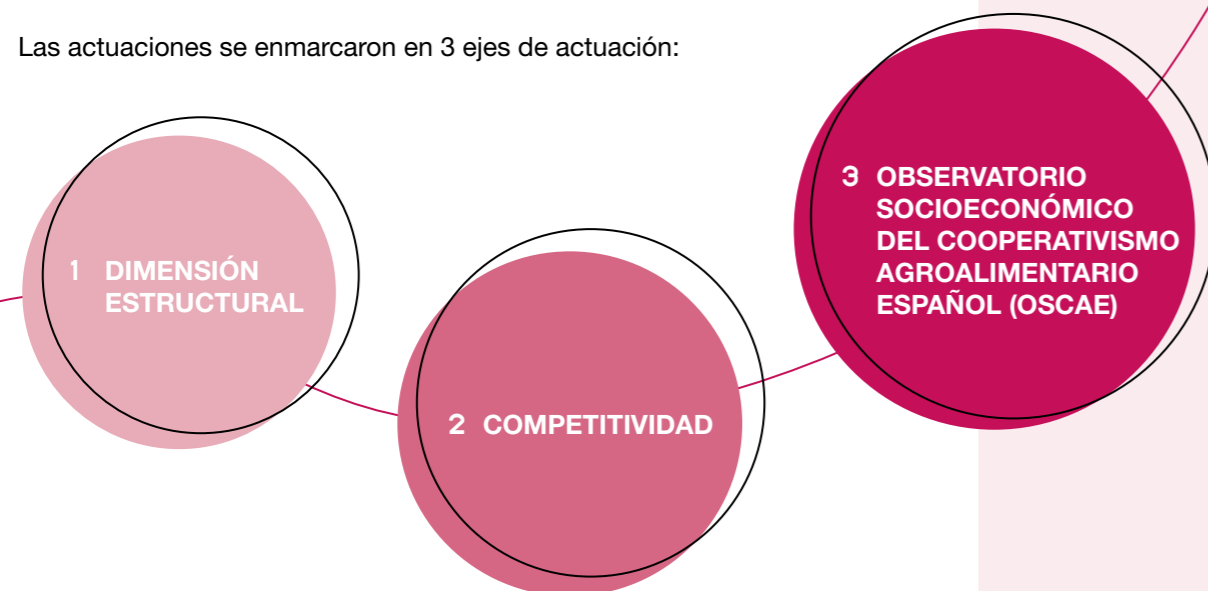 Las actuaciones se enmarcaron en 3 ejes de actuación:
1 DIMENSIÓN
ESTRUCTURAL
2 COMPETITIVIDAD
3 OBSERVATORIO
SOCIOECONÓMICO
DEL COOPERATIVISMO
AGROALIMENTARIO
ESPAÑOL (OSCAE)